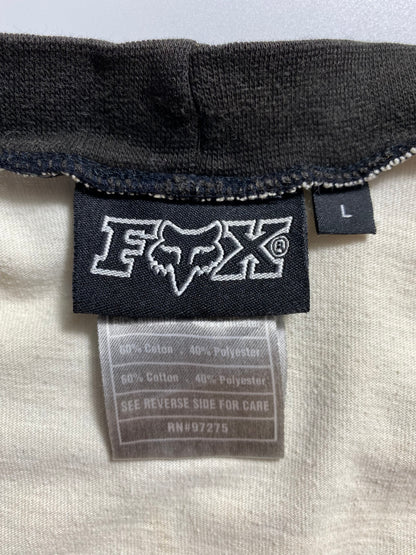 FOX®
L
60% Cotton . 40% Polyester
60% Cotton . 40% Polyester
SEE REVERSE SIDE FOR CARE
RN#97275